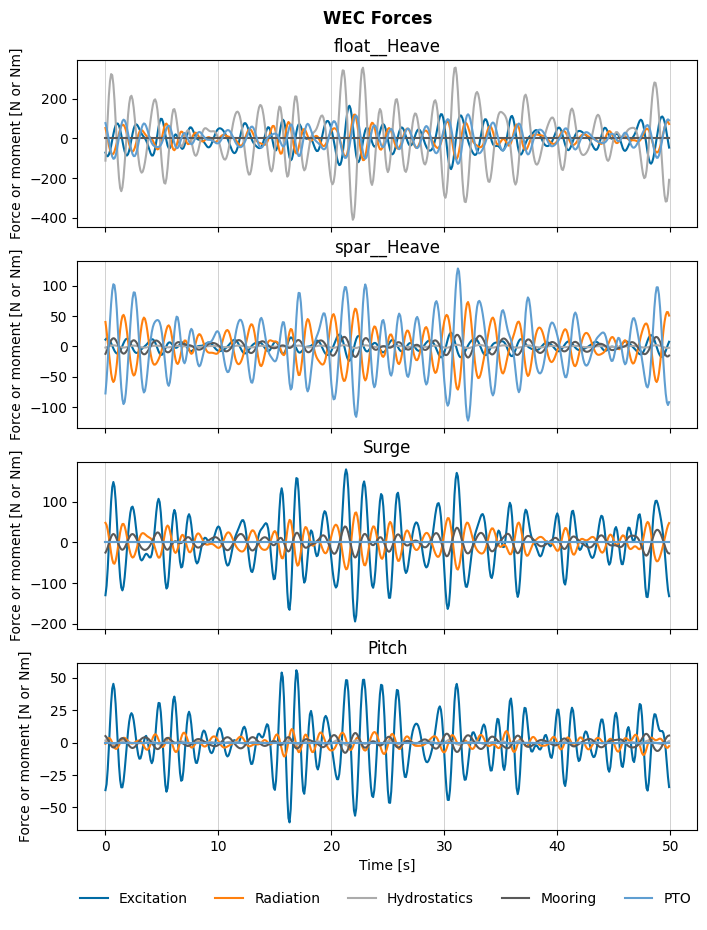 WEC Forces
float__Heave
Force or moment [N or Nm]
200
0
−200
−400
spar__Heave
Force or moment [N or Nm]
100
50
0
−50
−100
Surge
Force or moment [N or Nm]
100
0
−100
−200
Pitch
Force or moment [N or Nm]
50
25
0
−25
−50
0 10 20 30 40 50
Time [s]
Excitation Radiation Hydrostatics Mooring PTO